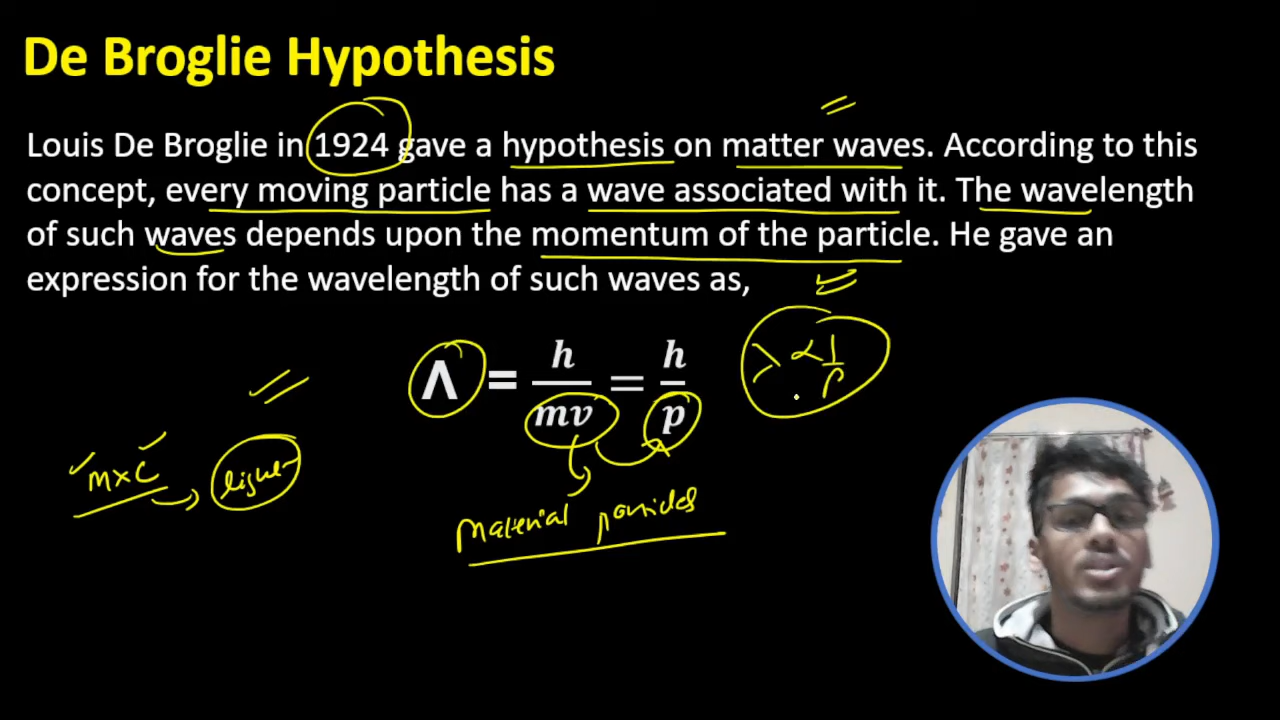 De Broglie Hypothesis
Louis De Broglie in 1924 gave a hypothesis on matter waves. According to this
concept, every moving particle has a wave associated with it. The wavelength
of such waves depends upon the momentum of the particle. He gave an
expression for the wavelength of such waves as,
Λ = h/mv = h/p
λ ∝ 1/p
m×c → light
Material particles